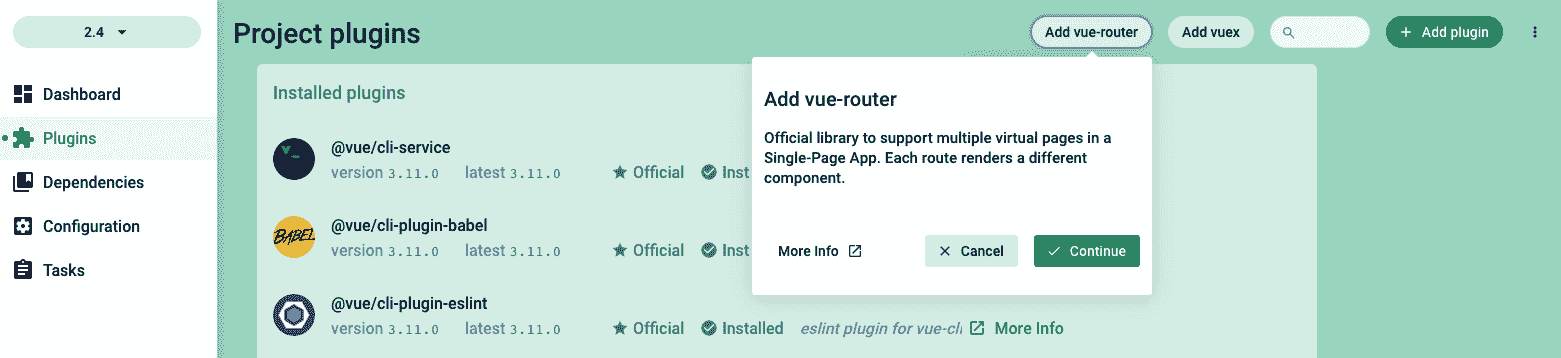 2.4
Project plugins
Add vue-router
Add vuex
Add plugin
Dashboard
Plugins
Dependencies
Configuration
Tasks
Installed plugins
@vue/cli-service
version 3.11.0 latest 3.11.0 Official Inst
BABEL
@vue/cli-plugin-babel
version 3.11.0 latest 3.11.0 Official Inst
@vue/cli-plugin-eslint
version 3.11.0 latest 3.11.0 Official Installed eslint plugin for vue-cli More Info
Add vue-router
Official library to support multiple virtual pages in a
Single-Page App. Each route renders a different
component.
More Info
Cancel
Continue